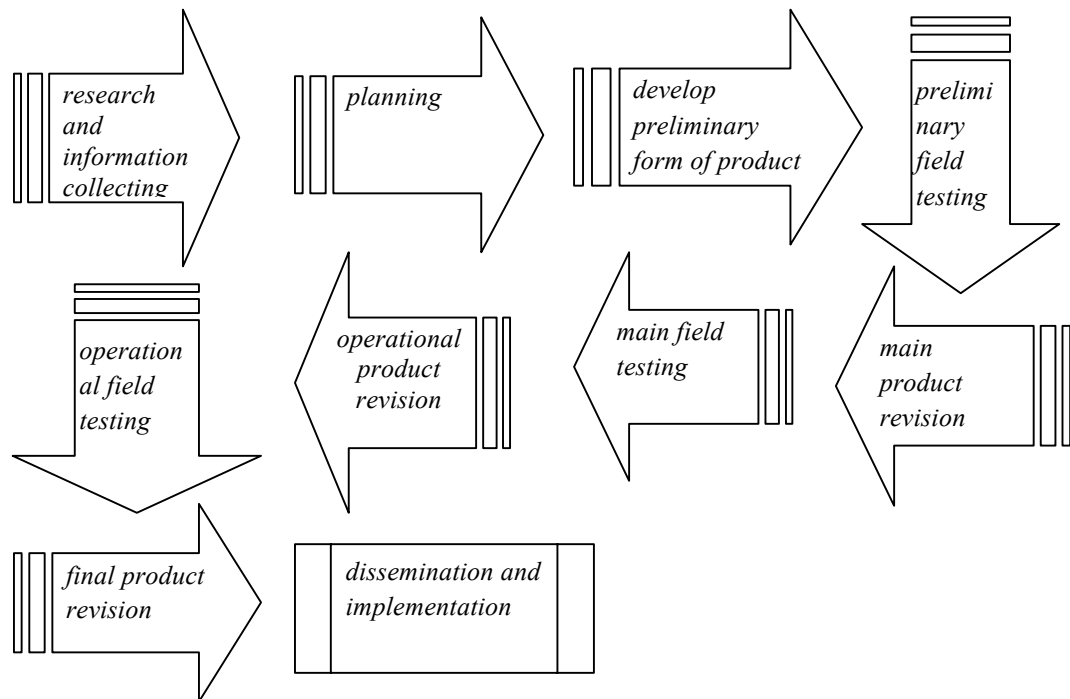 research
and
information
collecting
planning
develop
preliminary
form of product
prelimi
nary
field
testing
main
product
revision
main field
testing
operational
product
revision
operation
al field
testing
final product
revision
dissemination and
implementation